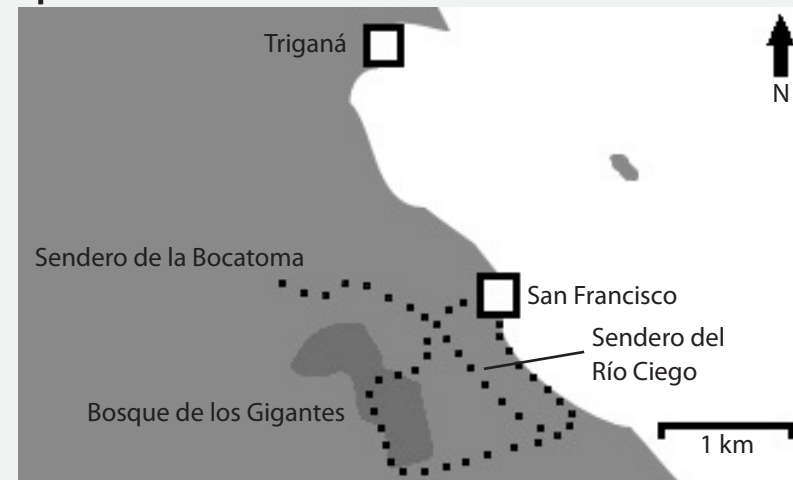 Triganá
N
Sendero de la Bocatoma
San Francisco
Sendero del
Río Ciego
Bosque de los Gigantes
1 km